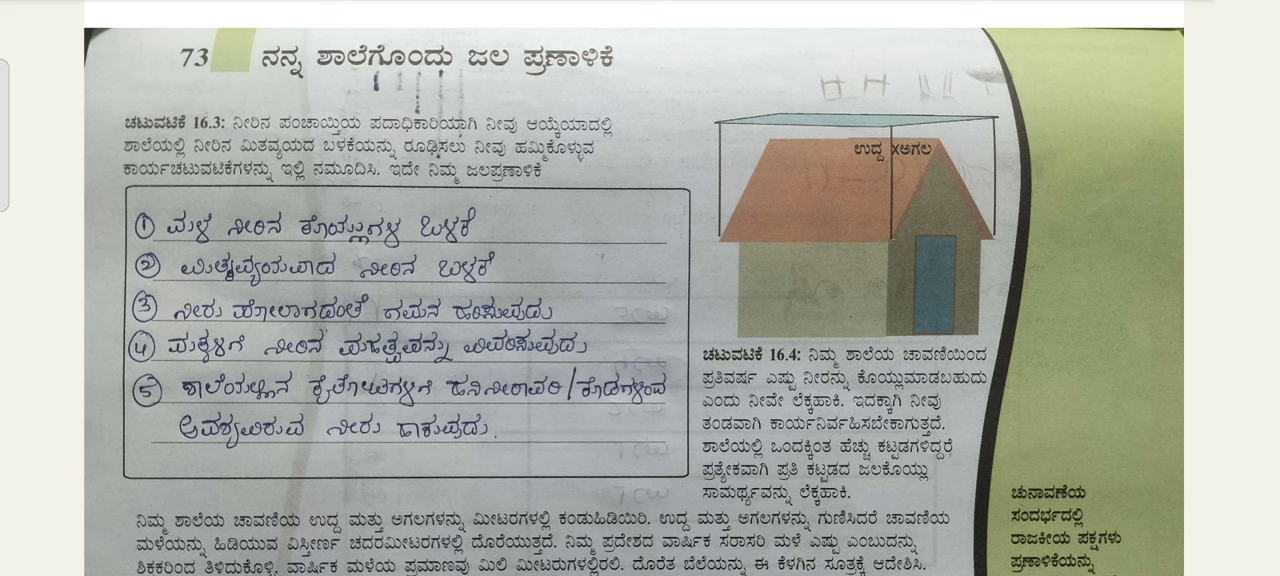 73 ನನ್ನ ಶಾಲೆಗೊಂದು ಜಲ ಪ್ರಣಾಳಿಕೆ
ಚಟುವಟಿಕೆ 16.3: ನೀರಿನ ಪಂಚಾಯ್ತಿಯ ಪದಾಧಿಕಾರಿಯಾಗಿ ನೀವು ಆಯ್ಕೆಯಾದಲ್ಲಿ
ಶಾಲೆಯಲ್ಲಿ ನೀರಿನ ಮಿತವ್ಯಯದ ಬಳಕೆಯನ್ನು ರೂಢಿಸಲು ನೀವು ಹಮ್ಮಿಕೊಳ್ಳುವ
ಕಾರ್ಯಚಟುವಟಿಕೆಗಳನ್ನು ಇಲ್ಲಿ ನಮೂದಿಸಿ. ಇದೇ ನಿಮ್ಮ ಜಲಪ್ರಣಾಳಿಕೆ
① ಮಳೆ ನೀರಿನ ಕೊಯ್ಲುಗಳ ಬಳಕೆ
② ಮಿತವ್ಯಯವಾದ ನೀರಿನ ಬಳಕೆ
③ ನೀರು ಪೋಲಾಗದಂತೆ ಗಮನ ಹರಿಸುವುದು
④ ಮಕ್ಕಳಿಗೆ ನೀರಿನ ಮಹತ್ವವನ್ನು ವಿವರಿಸುವುದು
⑤ ಶಾಲೆಯಲ್ಲಿನ ಕೈತೋಟಗಳಿಗೆ ಹನಿನೀರಾವರಿ/ಕೊಡಗಳಿಂದ
ಅವಶ್ಯವಿರುವ ನೀರು ಹಾಕುವುದು.
ಉದ್ದ Xಅಗಲ
ಚಟುವಟಿಕೆ 16.4: ನಿಮ್ಮ ಶಾಲೆಯ ಚಾವಣಿಯಿಂದ
ಪ್ರತಿವರ್ಷ ಎಷ್ಟು ನೀರನ್ನು ಕೊಯ್ಲುಮಾಡಬಹುದು
ಎಂದು ನೀವೇ ಲೆಕ್ಕಹಾಕಿ. ಇದಕ್ಕಾಗಿ ನೀವು
ತಂಡವಾಗಿ ಕಾರ್ಯನಿರ್ವಹಿಸಬೇಕಾಗುತ್ತದೆ.
ಶಾಲೆಯಲ್ಲಿ ಒಂದಕ್ಕಿಂತ ಹೆಚ್ಚು ಕಟ್ಟಡಗಳಿದ್ದರೆ
ಪ್ರತ್ಯೇಕವಾಗಿ ಪ್ರತಿ ಕಟ್ಟಡದ ಜಲಕೊಯ್ಲು
ಸಾಮರ್ಥ್ಯವನ್ನು ಲೆಕ್ಕಹಾಕಿ.
ನಿಮ್ಮ ಶಾಲೆಯ ಚಾವಣಿಯ ಉದ್ದ ಮತ್ತು ಅಗಲಗಳನ್ನು ಮೀಟರಗಳಲ್ಲಿ ಕಂಡುಹಿಡಿಯಿರಿ. ಉದ್ದ ಮತ್ತು ಅಗಲಗಳನ್ನು ಗುಣಿಸಿದರೆ ಚಾವಣಿಯ
ಮಳೆಯನ್ನು ಹಿಡಿಯುವ ವಿಸ್ತೀರ್ಣ ಚದರಮೀಟರಗಳಲ್ಲಿ ದೊರೆಯುತ್ತದೆ. ನಿಮ್ಮ ಪ್ರದೇಶದ ವಾರ್ಷಿಕ ಸರಾಸರಿ ಮಳೆ ಎಷ್ಟು ಎಂಬುದನ್ನು
ಶಿಕ್ಷಕರಿಂದ ತಿಳಿದುಕೊಳ್ಳಿ. ವಾರ್ಷಿಕ ಮಳೆಯ ಪ್ರಮಾಣವು ಮಿಲಿ ಮೀಟರುಗಳಲ್ಲಿರಲಿ. ದೊರೆತ ಬೆಲೆಯನ್ನು ಈ ಕೆಳಗಿನ ಸೂತ್ರಕ್ಕೆ ಆದೇಶಿಸಿ.
ಚುನಾವಣೆಯ
ಸಂದರ್ಭದಲ್ಲಿ
ರಾಜಕೀಯ ಪಕ್ಷಗಳು
ಪ್ರಣಾಳಿಕೆಯನ್ನು